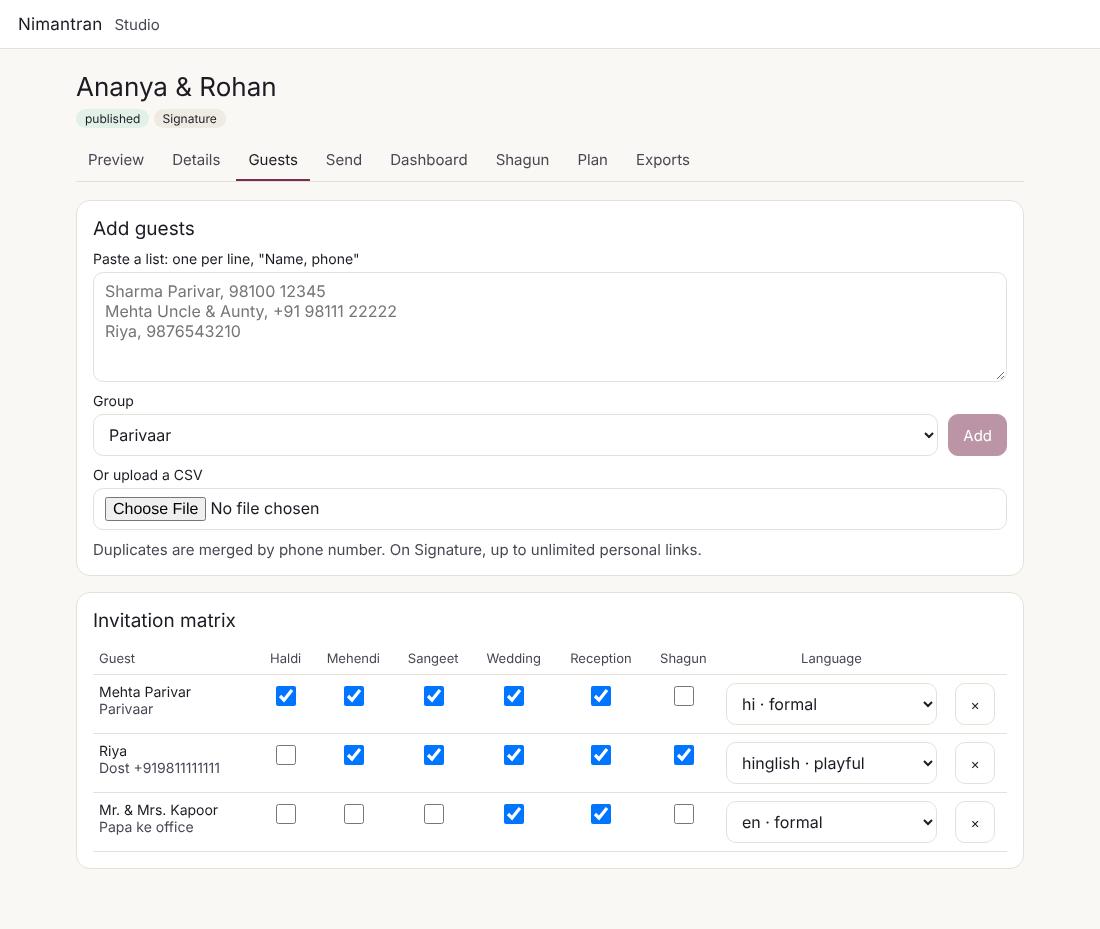 Nimantran Studio
Ananya & Rohan
published Signature
Preview Details Guests Send Dashboard Shagun Plan Exports
Add guests
Paste a list: one per line, "Name, phone"
Sharma Parivar, 98100 12345
Mehta Uncle & Aunty, +91 98111 22222
Riya, 9876543210
Group
Parivaar Add
Or upload a CSV
Choose File No file chosen
Duplicates are merged by phone number. On Signature, up to unlimited personal links.
Invitation matrix
Guest Haldi Mehendi Sangeet Wedding Reception Shagun Language
Mehta Parivar
Parivaar
hi · formal ×
Riya
Dost +919811111111
hinglish · playful ×
Mr. & Mrs. Kapoor
Papa ke office
en · formal ×